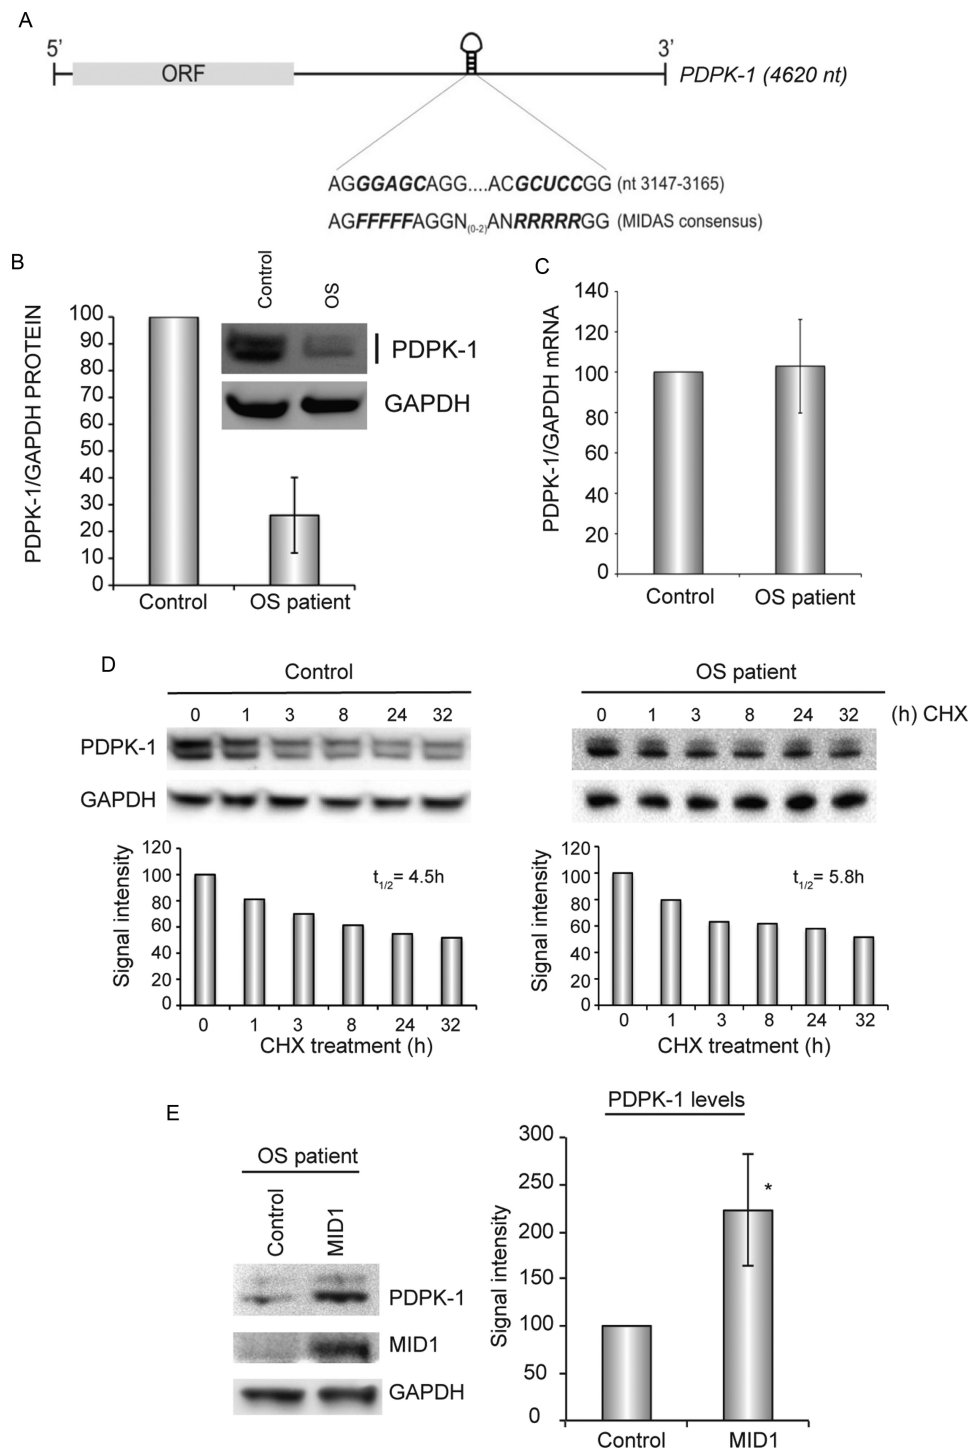 A
5’ 3’
ORF
PDPK-1 (4620 nt)
AGGGAGCAGG....ACGCUCCGG (nt 3147-3165)
AGFFFFFAGGN(0-2)ANRRRRRGG (MIDAS consensus)
B
PDPK-1/GAPDH PROTEIN
100
90
80
70
60
50
40
30
20
10
0
Control OS patient
Control OS
PDPK-1
GAPDH
C
PDPK-1/GAPDH mRNA
140
120
100
80
60
40
20
0
Control OS patient
D
Control OS patient
0 1 3 8 24 32 0 1 3 8 24 32 (h) CHX
PDPK-1
GAPDH
Signal intensity
120
100
80
60
40
20
0
t1/2= 4.5h
0 1 3 8 24 32
CHX treatment (h)
Signal intensity
120
100
80
60
40
20
0
t1/2= 5.8h
0 1 3 8 24 32
CHX treatment (h)
E
OS patient
Control MID1
PDPK-1
MID1
GAPDH
PDPK-1 levels
Signal intensity
300
250
200
150
100
50
0
*
Control MID1